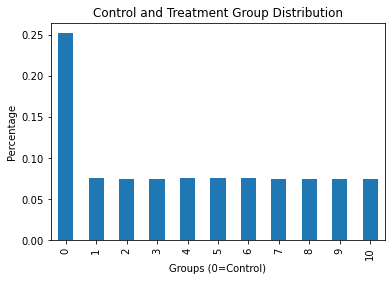 Control and Treatment Group Distribution
0.25
0.20
0.15
0.10
0.05
0.00
Percentage
0 1 2 3 4 5 6 7 8 9 10
Groups (0=Control)